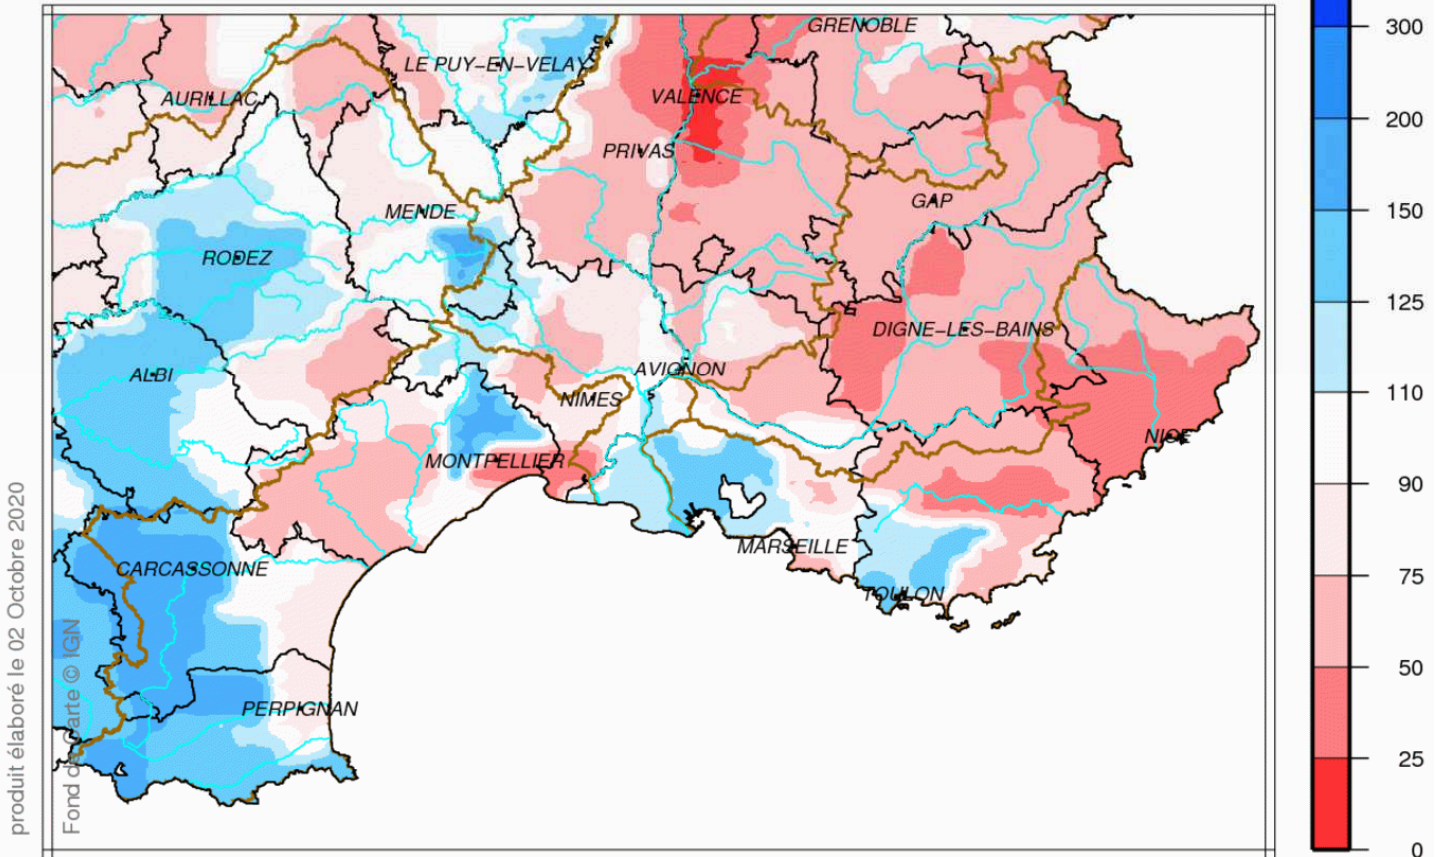 GRENOBLE
LE PUY-EN-VELAY
AURILLAC
VALENCE
PRIVAS
MENDE
GAP
RODEZ
DIGNE-LES-BAINS
AVIGNON
ALBI
NIMES
NICE
MONTPELLIER
MARSEILLE
CARCASSONNE
TOULON
PERPIGNAN
300
200
150
125
110
90
75
50
25
0
produit élaboré le 02 Octobre 2020
Fond de Carte © IGN